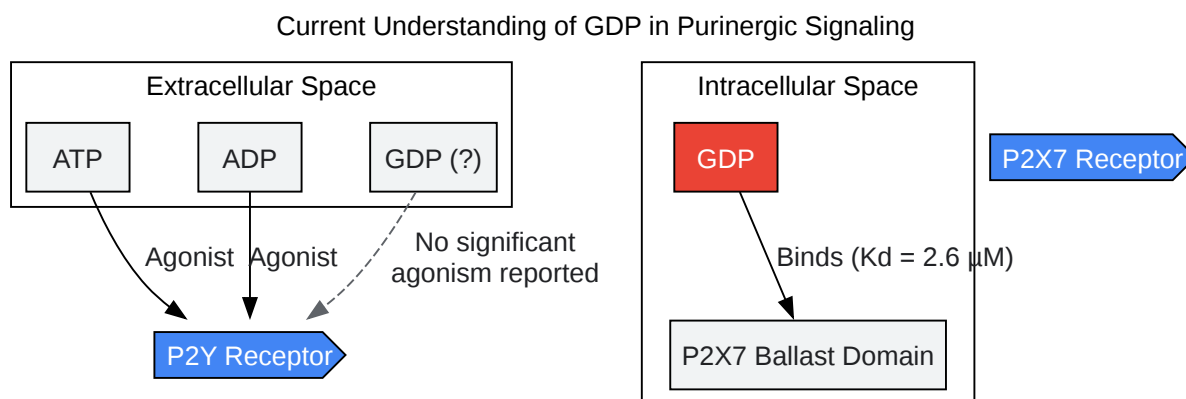 Current Understanding of GDP in Purinergic Signaling
Extracellular Space
ATP
ADP
GDP (?)
Agonist
Agonist
No significant
agonism reported
P2Y Receptor
Intracellular Space
GDP
Binds (Kd = 2.6 µM)
P2X7 Ballast Domain
P2X7 Receptor